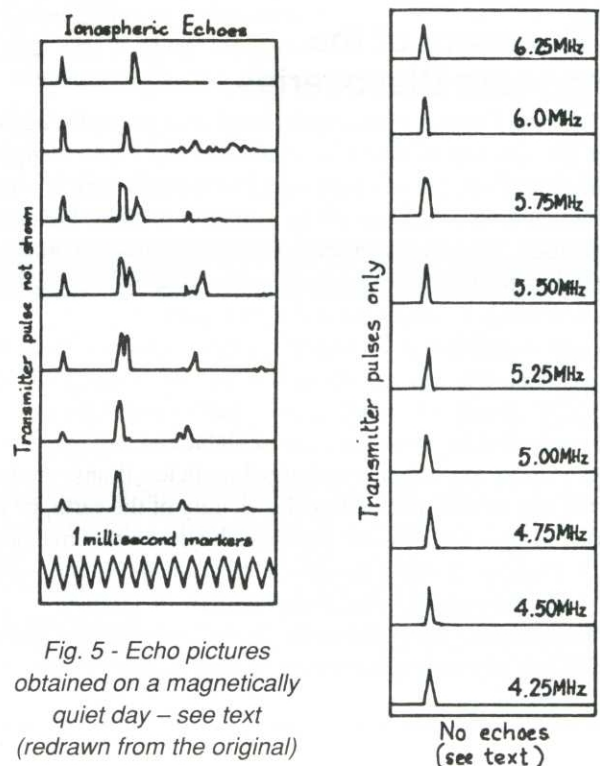 Ionospheric Echoes
Transmitter pulse not shown
1 millisecond markers
Fig. 5 - Echo pictures
obtained on a magnetically
quiet day – see text
(redrawn from the original)
Transmitter pulses only
6.25MHz
6.0MHz
5.75MHz
5.50MHz
5.25MHz
5.00MHz
4.75MHz
4.50MHz
4.25MHz
No echoes
(see text)